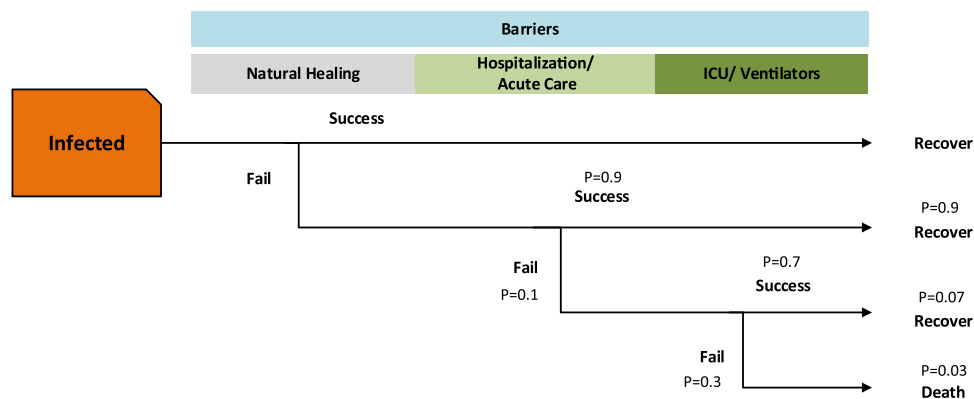 Barriers
Natural Healing
Hospitalization/
Acute Care
ICU/ Ventilators
Infected
Success
Recover
Fail
P=0.9
Success
P=0.9
Recover
Fail
P=0.1
P=0.7
Success
P=0.07
Recover
Fail
P=0.3
P=0.03
Death